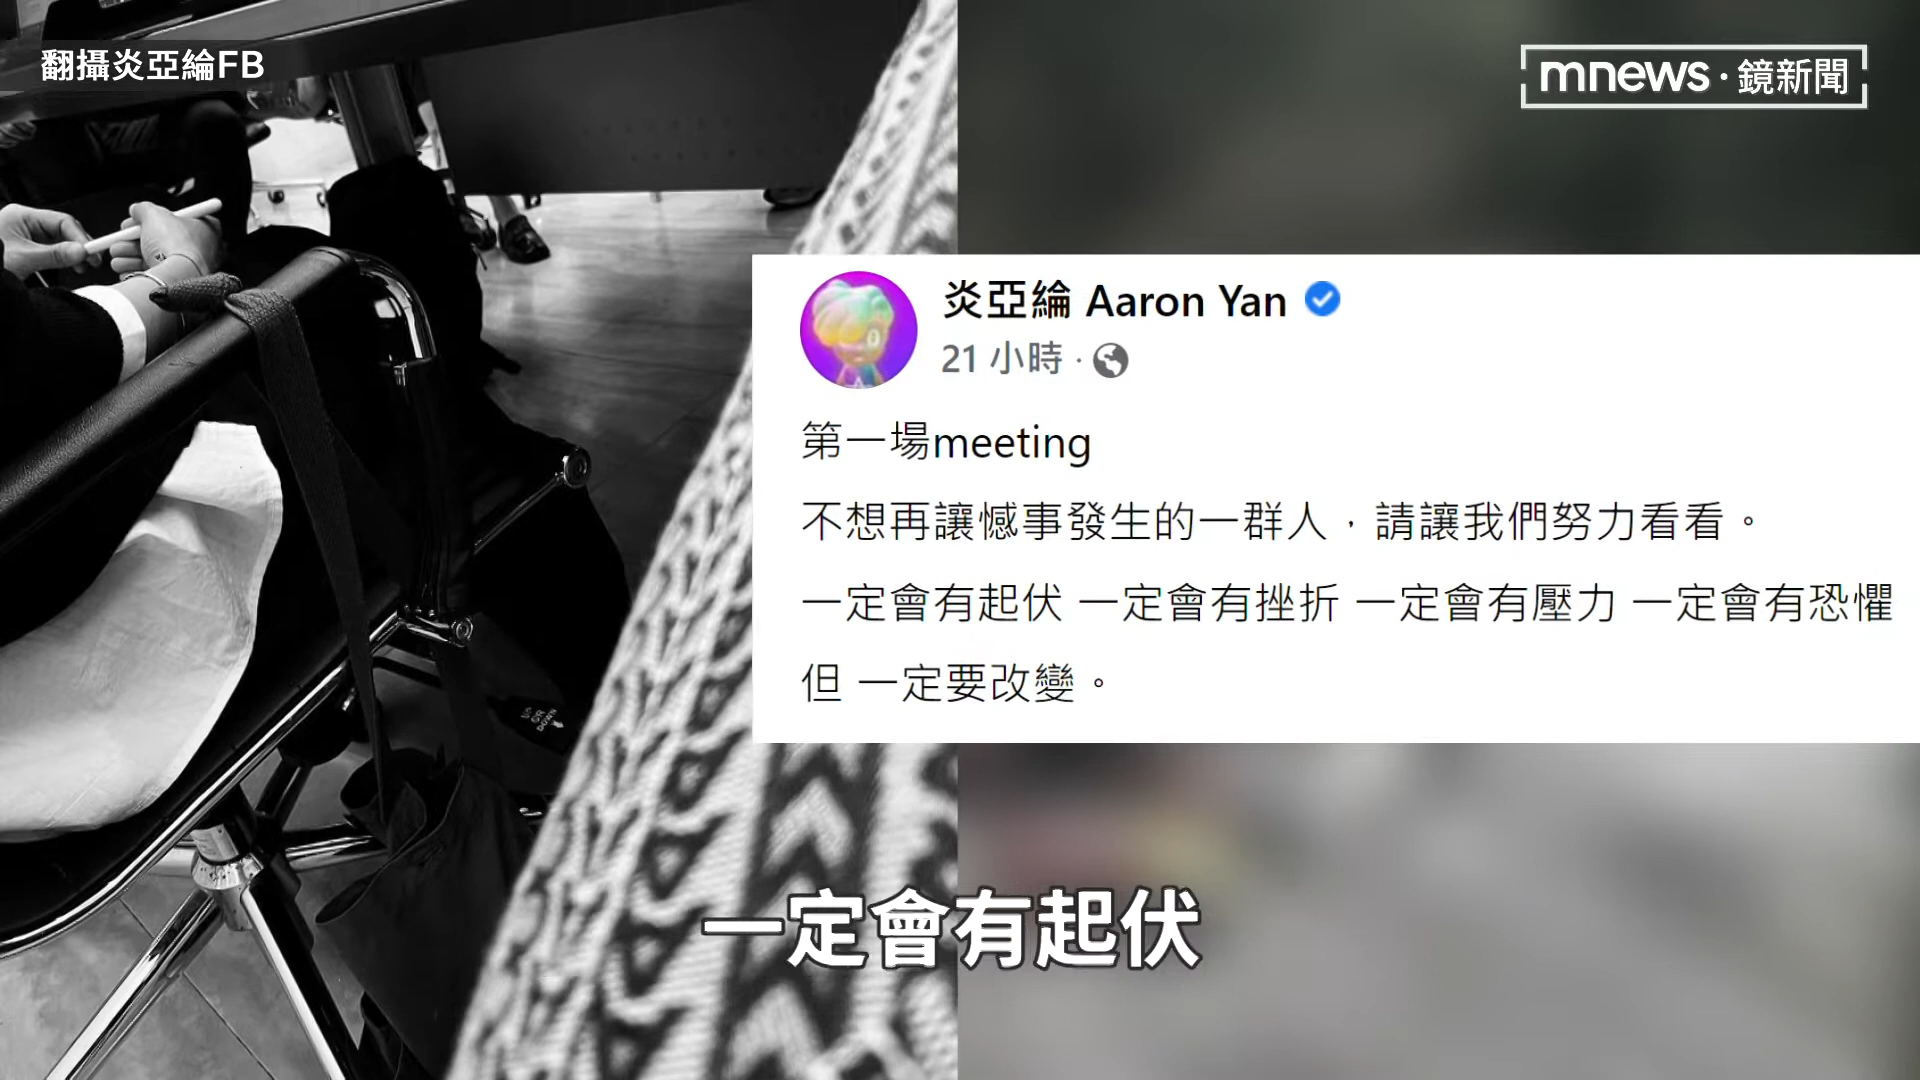 翻攝炎亞綸FB
mnews·鏡新聞
炎亞綸 Aaron Yan
21 小時 ·
第一場meeting
不想再讓憾事發生的一群人，請讓我們努力看看。
一定會有起伏 一定會有挫折 一定會有壓力 一定會有恐懼
但 一定要改變。
UP
OR
DOWN
一定會有起伏